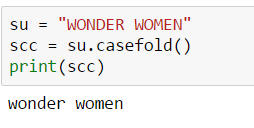 su = "WONDER WOMEN"
scc = su.casefold()
print(scc)
wonder women